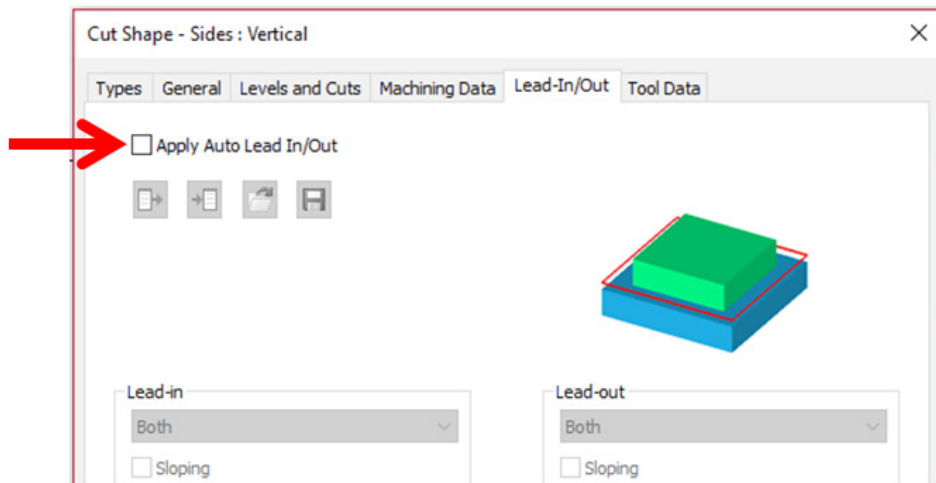 Cut Shape - Sides : Vertical
Types General Levels and Cuts Machining Data Lead-In/Out Tool Data
Apply Auto Lead In/Out
Lead-in Lead-out
Both Both
Sloping Sloping